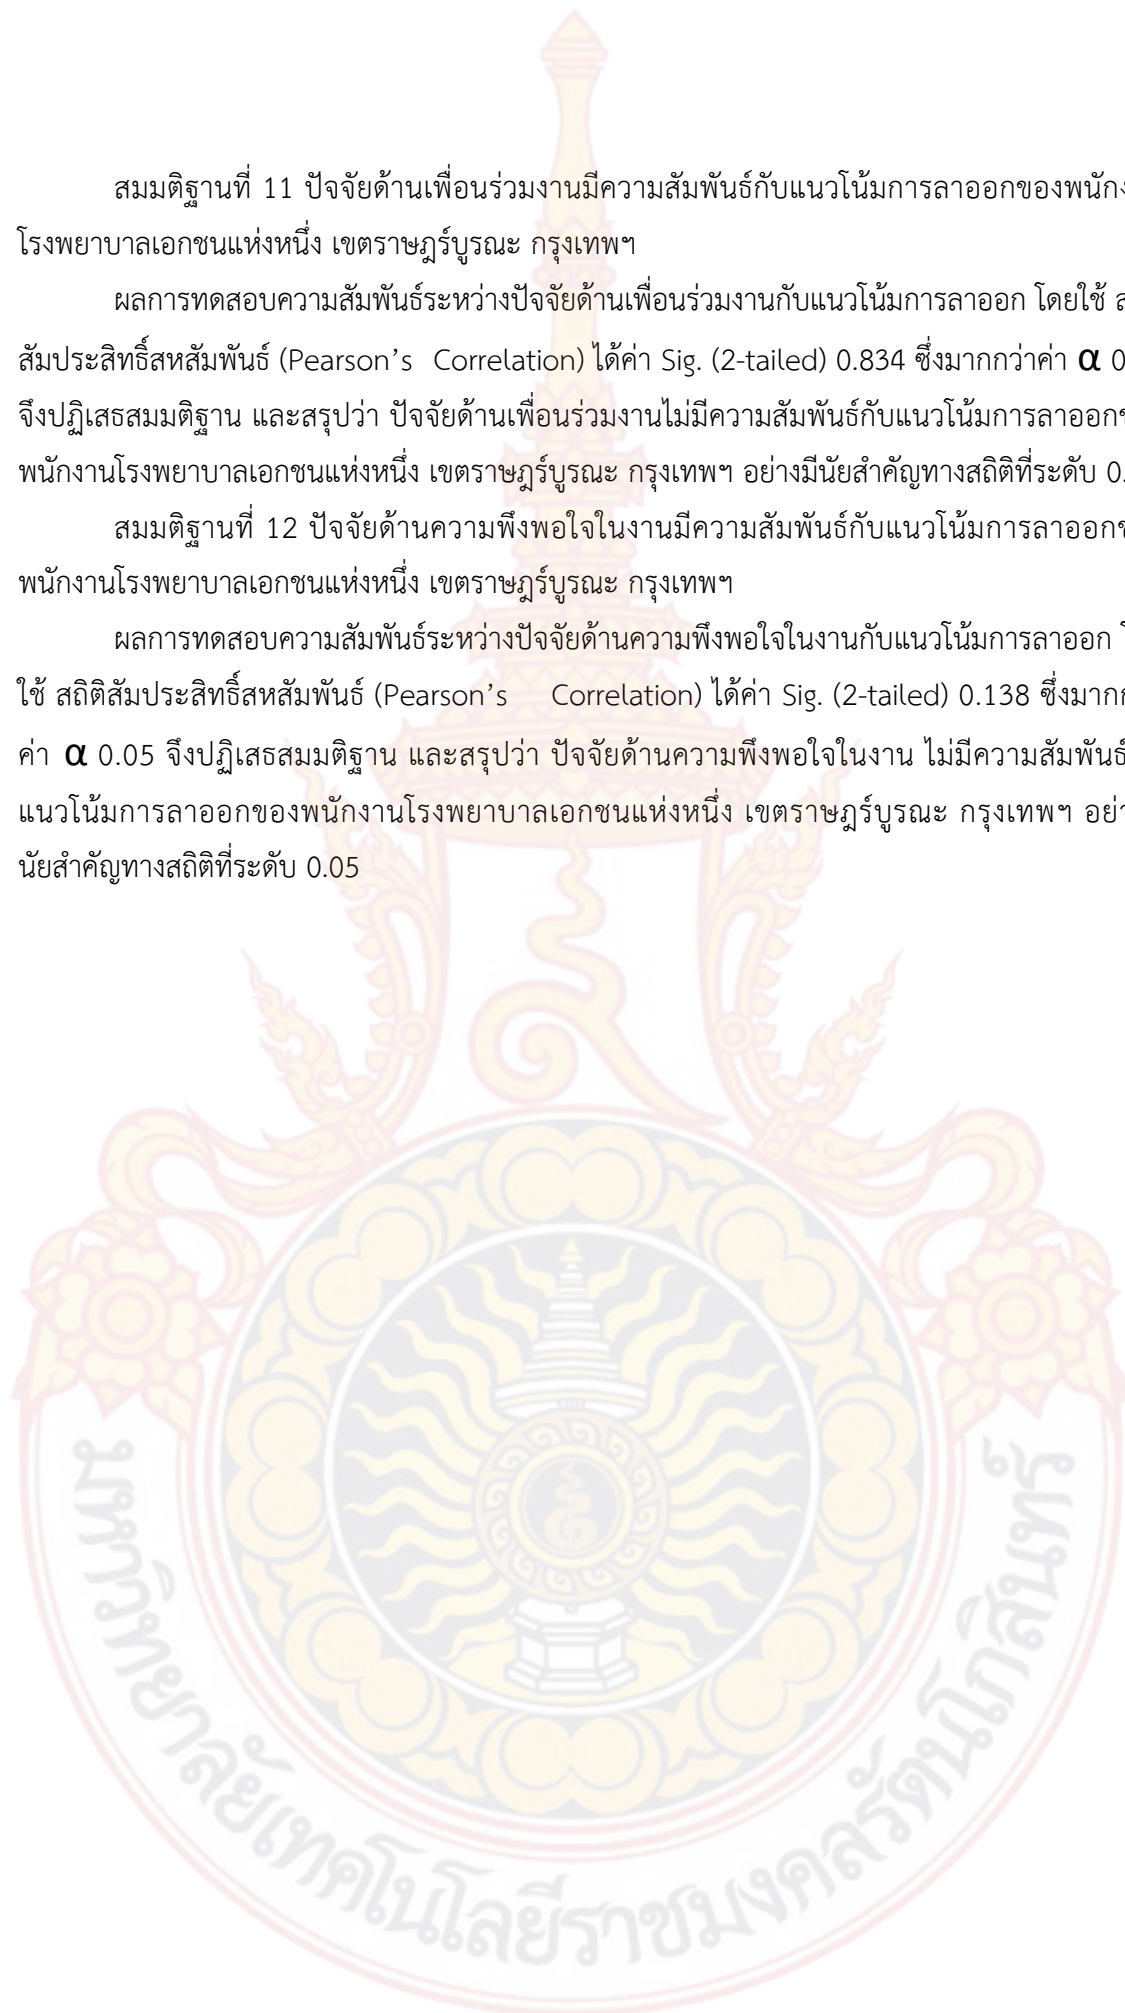 สมมติฐานที่ 11 ปัจจัยด้านเพื่อนร่วมงานมีความสัมพันธ์กับแนวโน้มการลาออกของ
โรงพยาบาลเอกชนแห่งหนึ่ง เขตราษฎร์บูรณะ กรุงเทพฯ
ผลการทดสอบความสัมพันธ์ระหว่างปัจจัยด้านเพื่อนร่วมงานกับแนวโน้มการลาออก โดยใช้
สัมประสิทธิ์สหสัมพันธ์ (Pearson’s Correlation) ได้ค่า Sig. (2-tailed) 0.834 ซึ่งมากกว่าค่า α
จึงปฏิเสธสมมติฐาน และสรุปว่า ปัจจัยด้านเพื่อนร่วมงานไม่มีความสัมพันธ์กับแนวโน้มการลาออก
พนักงานโรงพยาบาลเอกชนแห่งหนึ่ง เขตราษฎร์บูรณะ กรุงเทพฯ อย่างมีนัยสำคัญทางสถิติที่ระดับ
สมมติฐานที่ 12 ปัจจัยด้านความพึงพอใจในงานมีความสัมพันธ์กับแนวโน้มการลาออก
พนักงานโรงพยาบาลเอกชนแห่งหนึ่ง เขตราษฎร์บูรณะ กรุงเทพฯ
ผลการทดสอบความสัมพันธ์ระหว่างปัจจัยด้านความพึงพอใจในงานกับแนวโน้มการลาออก
ใช้ สถิติสัมประสิทธิ์สหสัมพันธ์ (Pearson’s Correlation) ได้ค่า Sig. (2-tailed) 0.138 ซึ่งมาก
ค่า α 0.05 จึงปฏิเสธสมมติฐาน และสรุปว่า ปัจจัยด้านความพึงพอใจในงาน ไม่มีความสัมพันธ์
แนวโน้มการลาออกของพนักงานโรงพยาบาลเอกชนแห่งหนึ่ง เขตราษฎร์บูรณะ กรุงเทพฯ
นัยสำคัญทางสถิติที่ระดับ 0.05
มหาวิทยาลัยเทคโนโลยีราชมงคลรัตนโกสินทร์